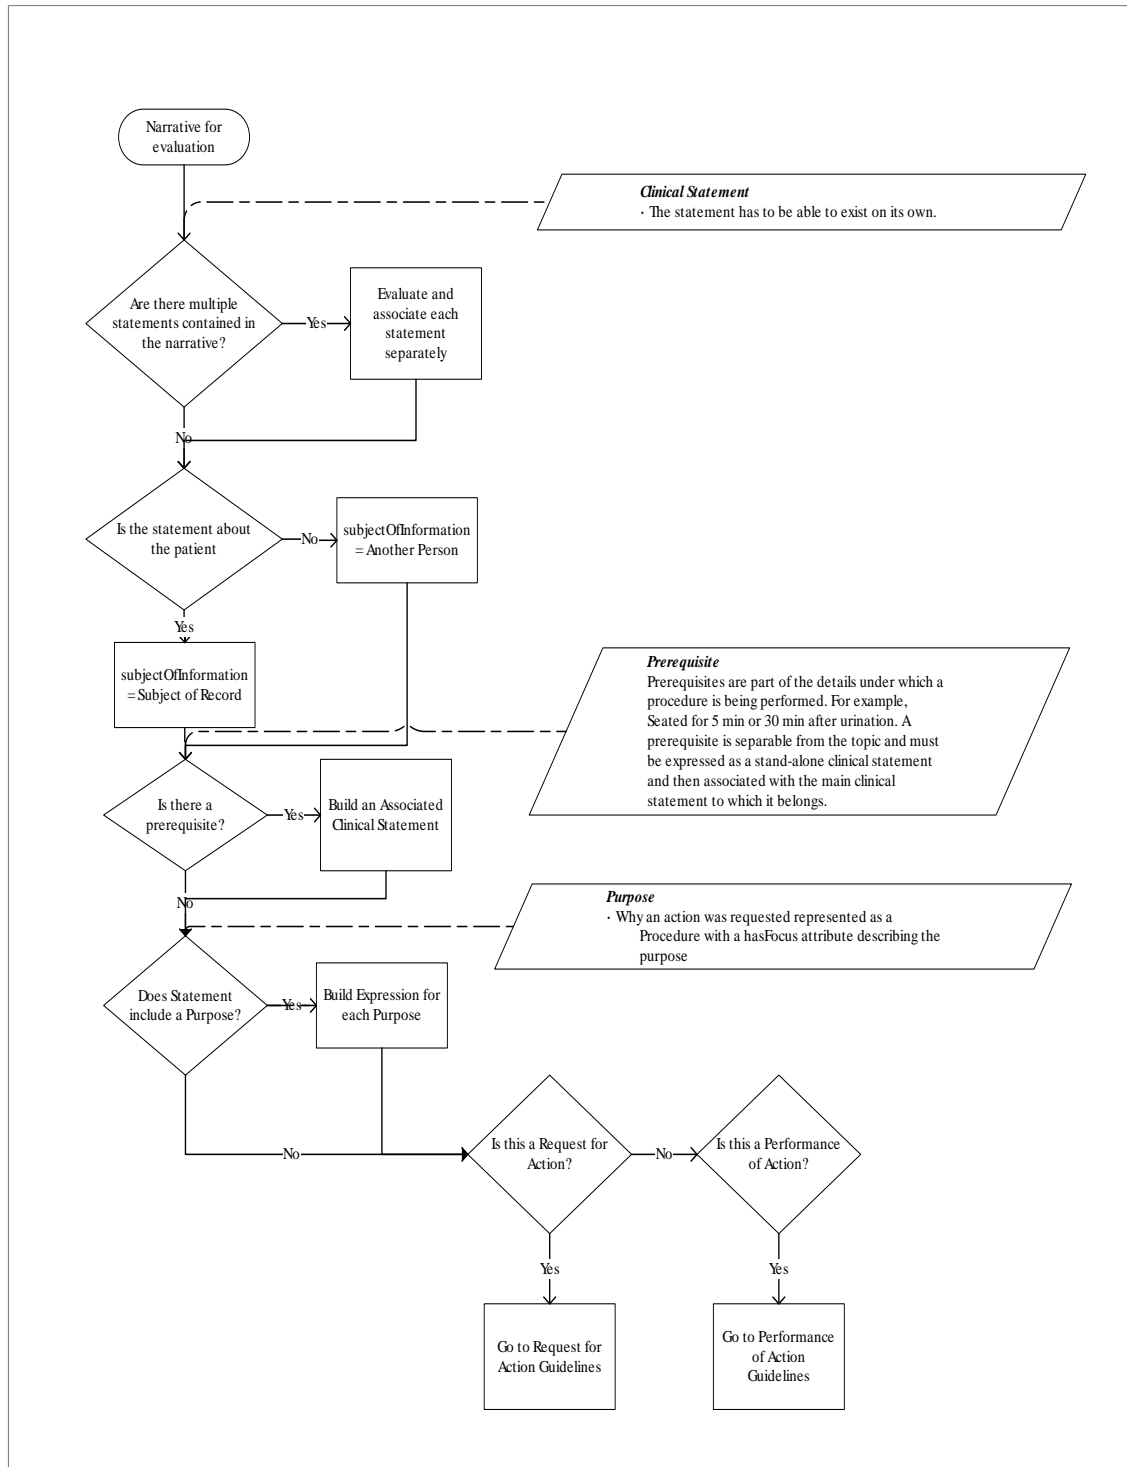 Narrative for
evaluation
Clinical Statement
· The statement has to be able to exist on its own.
Are there multiple
statements contained in
the narrative?
Yes
Evaluate and
associate each
statement
separately
No
Is the statement about
the patient
No
subjectOfInformation
= Another Person
Yes
subjectOfInformation
= Subject of Record
Prerequisite
Prerequisites are part of the details under which a
procedure is being performed. For example,
Seated for 5 min or 30 min after urination. A
prerequisite is separable from the topic and must
be expressed as a stand-alone clinical statement
and then associated with the main clinical
statement to which it belongs.
Is there a
prerequisite?
Yes
Build an Associated
Clinical Statement
No
Purpose
· Why an action was requested represented as a
Procedure with a hasFocus attribute describing the
purpose
Does Statement
include a Purpose?
Yes
Build Expression for
each Purpose
No
Is this a Request for
Action?
No
Is this a Performance
of Action?
Yes
Yes
Go to Request for
Action Guidelines
Go to Performance
of Action
Guidelines